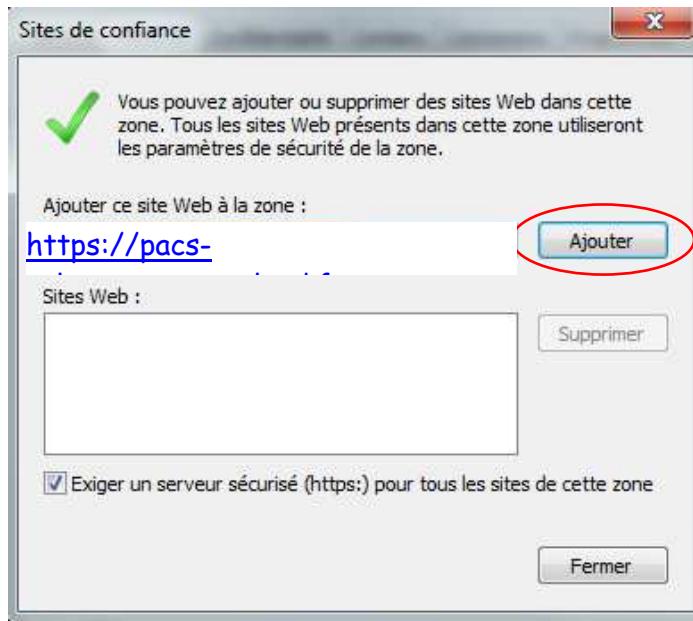 Sites de confiance
Vous pouvez ajouter ou supprimer des sites Web dans cette
zone. Tous les sites Web présents dans cette zone utiliseront
les paramètres de sécurité de la zone.
Ajouter ce site Web à la zone :
https://pacs-
Ajouter
Sites Web :
Supprimer
Exiger un serveur sécurisé (https:) pour tous les sites de cette zone
Fermer